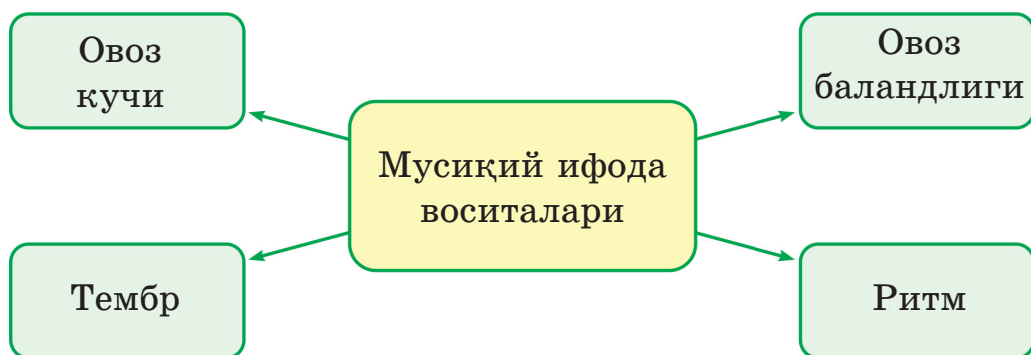 Овоз
кучи
Овоз
баландлиги
Мусиқий ифода
воситалари
Тембр
Ритм